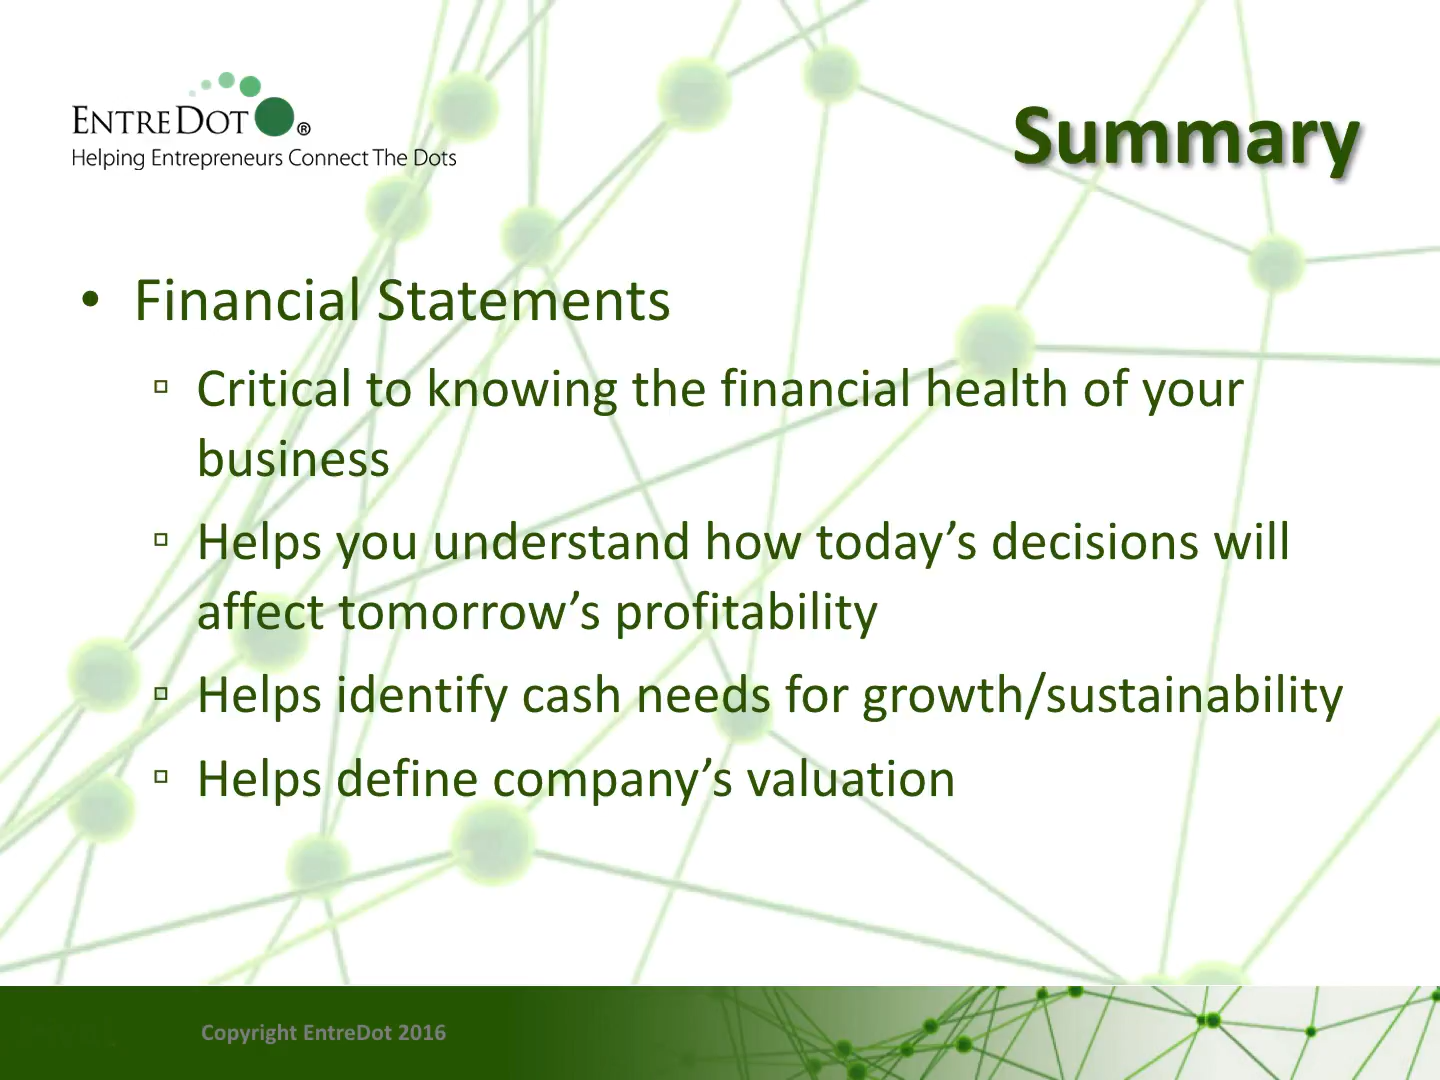 ENTREDOT®
Helping Entrepreneurs Connect The Dots
Summary
• Financial Statements
▫ Critical to knowing the financial health of your
business
▫ Helps you understand how today’s decisions will
affect tomorrow’s profitability
▫ Helps identify cash needs for growth/sustainability
▫ Helps define company’s valuation
Copyright EntreDot 2016